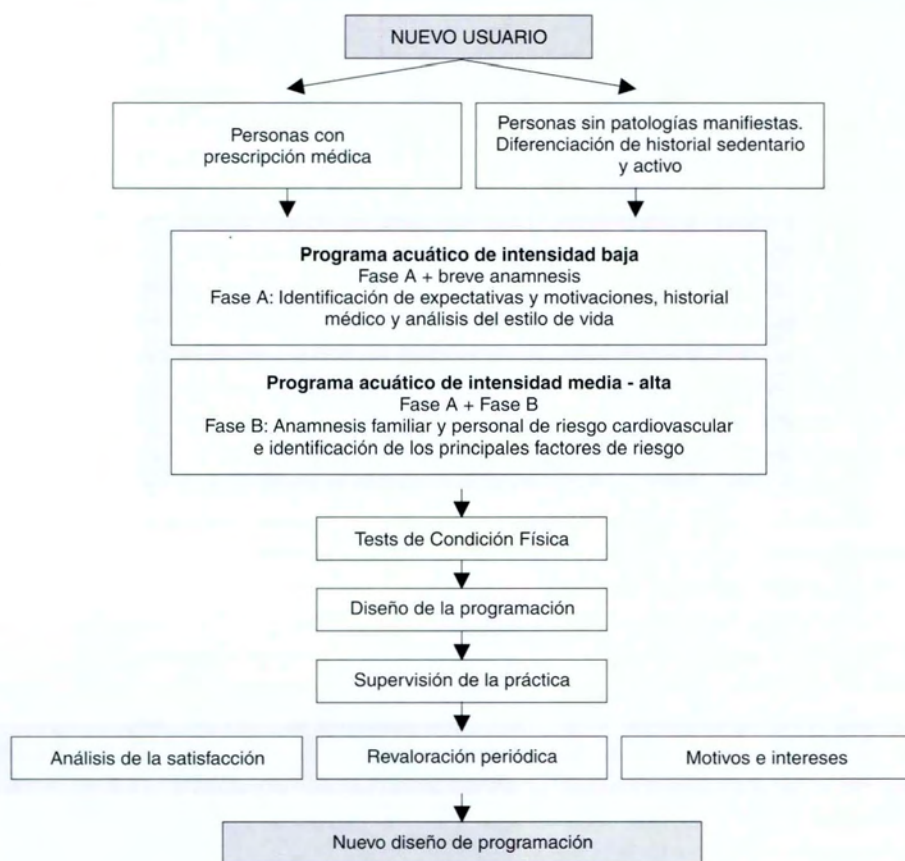 NUEVO USUARIO
Personas con
prescripción médica
Personas sin patologías manifiestas.
Diferenciación de historial sedentario
y activo
Programa acuático de intensidad baja
Fase A + breve anamnesis
Fase A: Identificación de expectativas y motivaciones, historial
médico y análisis del estilo de vida
Programa acuático de intensidad media - alta
Fase A + Fase B
Fase B: Anamnesis familiar y personal de riesgo cardiovascular
e identificación de los principales factores de riesgo
Tests de Condición Física
Diseño de la programación
Supervisión de la práctica
Análisis de la satisfacción
Revaloración periódica
Motivos e intereses
Nuevo diseño de programación